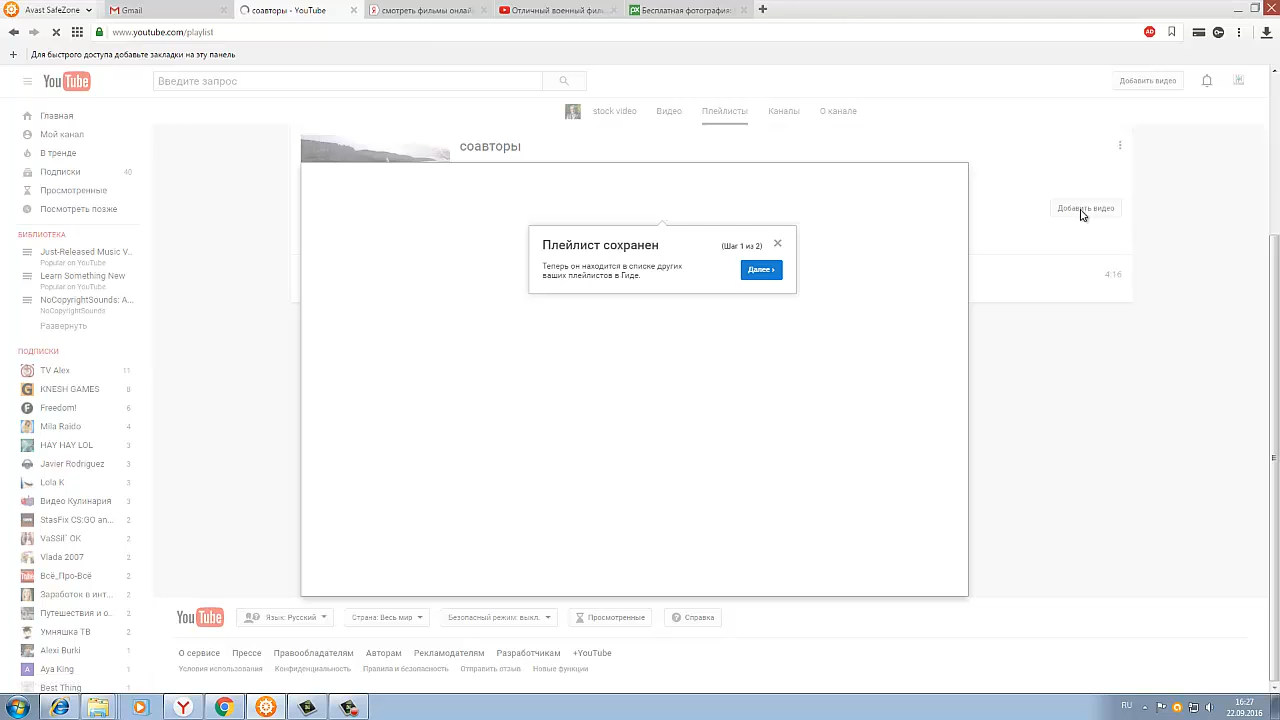 Avast SafeZone
Gmail
соавторы - YouTube
смотреть фильмы онлай
Отличный военный фил
Бесплатная фотография:
www.youtube.com/playlist
Для быстрого доступа добавьте закладки на эту панель
YouTube
Введите запрос
Добавить видео
stock video
Видео
Плейлисты
Каналы
О канале
Главная
Мой канал
В тренде
Подписки 40
Просмотренные
Посмотреть позже
БИБЛИОТЕКА
Just-Released Music V...
Popular on YouTube
Learn Something New
Popular on YouTube
NoCopyrightSounds: A...
NoCopyrightSounds
Развернуть
ПОДПИСКИ
TV Alex 11
KNESH GAMES 8
Freedom! 6
Mila Raido 4
HAY HAY LOL 3
Javier Rodriguez 3
Lola K 3
Видео Кулинария 3
StasFix CS:GO an... 2
VaSSil` OK 2
Vlada 2007 2
Всё_Про-Всё 2
Заработок в инт... 2
Путешествия и о... 2
Умняшка ТВ 2
Alexi Burki 1
Aya King 1
Best Thing 1
соавторы
Добавить видео
4:16
Плейлист сохранен
(Шаг 1 из 2)
Теперь он находится в списке других
ваших плейлистов в Гиде.
Далее ›
YouTube
Язык: Русский
Страна: Весь мир
Безопасный режим: выкл.
Просмотренные
Справка
О сервисе
Прессе
Правообладателям
Авторам
Рекламодателям
Разработчикам
+YouTube
Условия использования
Конфиденциальность
Правила и безопасность
Отправить отзыв
Новые функции
RU
16:27
22.09.2016